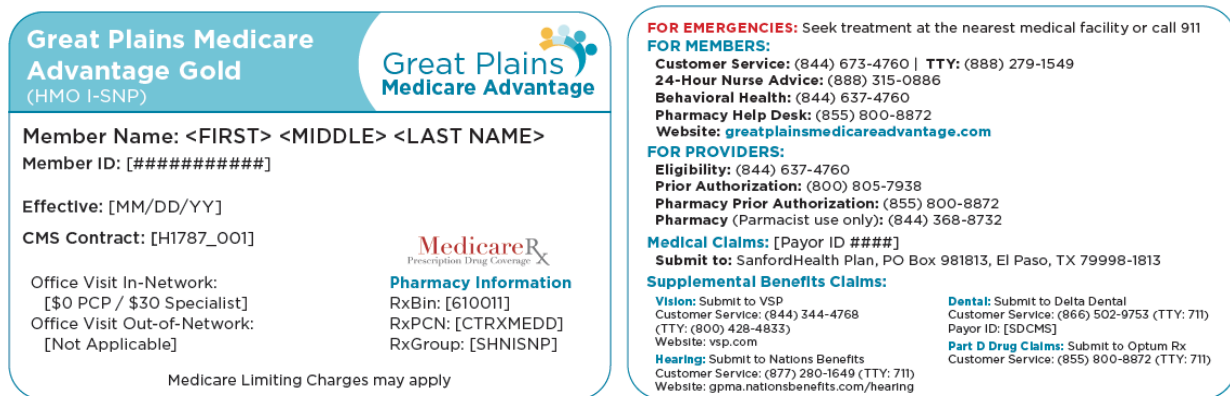 Great Plains Medicare
Advantage Gold
(HMO I-SNP)
Great Plains
Medicare Advantage
Member Name: <FIRST> <MIDDLE> <LAST NAME>
Member ID: [###########]
Effective: [MM/DD/YY]
CMS Contract: [H1787_001]
Office Visit In-Network:
[$0 PCP / $30 Specialist]
Office Visit Out-of-Network:
[Not Applicable]
MedicareRx
Prescription Drug Coverage
Pharmacy Information
RxBin: [610011]
RxPCN: [CTRXMEDD]
RxGroup: [SHNISNP]
Medicare Limiting Charges may apply
FOR EMERGENCIES: Seek treatment at the nearest medical facility or call 911
FOR MEMBERS:
Customer Service: (844) 673-4760 | TTY: (888) 279-1549
24-Hour Nurse Advice: (888) 315-0886
Behavioral Health: (844) 637-4760
Pharmacy Help Desk: (855) 800-8872
Website: greatplainsmedicareadvantage.com
FOR PROVIDERS:
Eligibility: (844) 637-4760
Prior Authorization: (800) 805-7938
Pharmacy Prior Authorization: (855) 800-8872
Pharmacy (Parmacist use only): (844) 368-8732
Medical Claims: [Payor ID ####]
Submit to: SanfordHealth Plan, PO Box 981813, El Paso, TX 79998-1813
Supplemental Benefits Claims:
Vision: Submit to VSP
Customer Service: (844) 344-4768
(TTY: (800) 428-4833)
Website: vsp.com
Hearing: Submit to Nations Benefits
Customer Service: (877) 280-1649 (TTY: 711)
Website: gpma.nationsbenefits.com/hearing
Dental: Submit to Delta Dental
Customer Service: (866) 502-9753 (TTY: 711)
Payor ID: [SDCMS]
Part D Drug Claims: Submit to Optum Rx
Customer Service: (855) 800-8872 (TTY: 711)